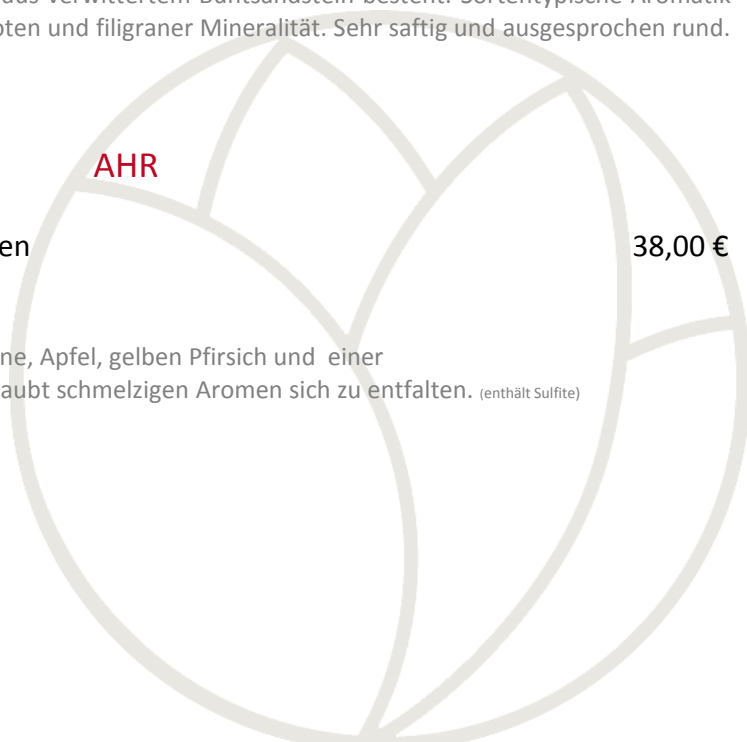 aus verwittertem Buntsandstein besteht. Sortentypische Aromatik
oten und filigraner Mineralität. Sehr saftig und ausgesprochen rund.
AHR
en 38,00 €
ne, Apfel, gelben Pfirsich und einer
aubt schmelzigen Aromen sich zu entfalten. (enthält Sulfite)